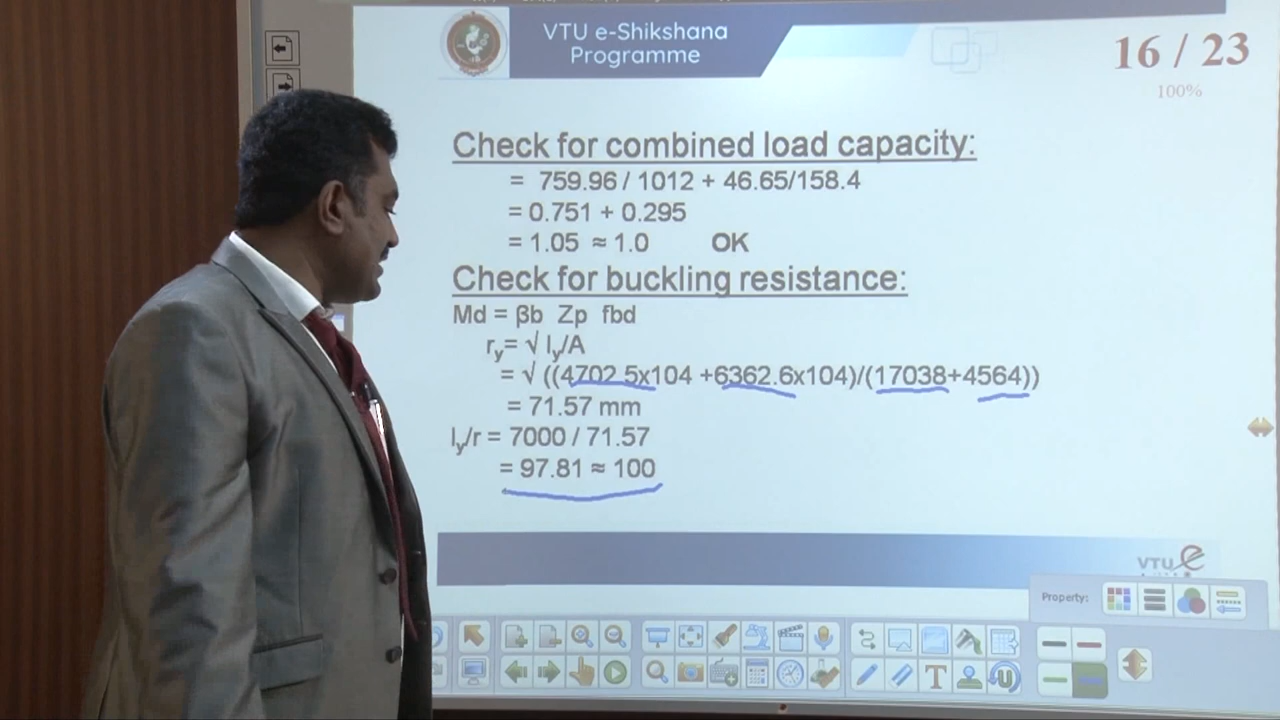 VTU e-Shikshana
Programme
16 / 23
100%
Check for combined load capacity:
= 759.96 / 1012 + 46.65/158.4
= 0.751 + 0.295
= 1.05 ≈ 1.0 OK
Check for buckling resistance:
Md = βb Zp fbd
ry= √ Iy/A
= √ ((4702.5x104 +6362.6x104)/(17038+4564))
= 71.57 mm
ly/r = 7000 / 71.57
= 97.81 ≈ 100
VTU e
Property: